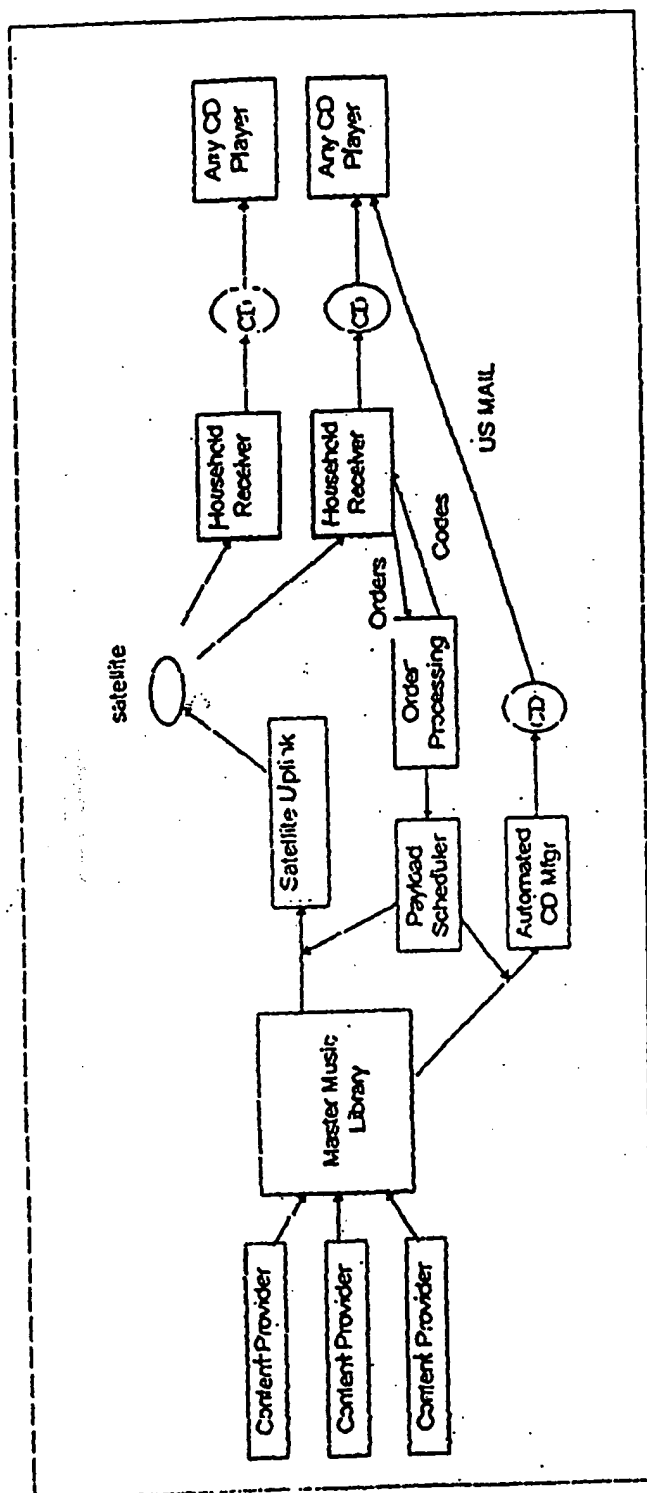 Content Provider
Content Provider
Content Provider
Master Music
Library
Satellite Uplink
satellite
Payload
Scheduler
Automated
CD Mfgr
Order
Processing
Orders
Codes
CD
US MAIL
Household
Receiver
Household
Receiver
CD
CD
Any CD
Player
Any CD
Player